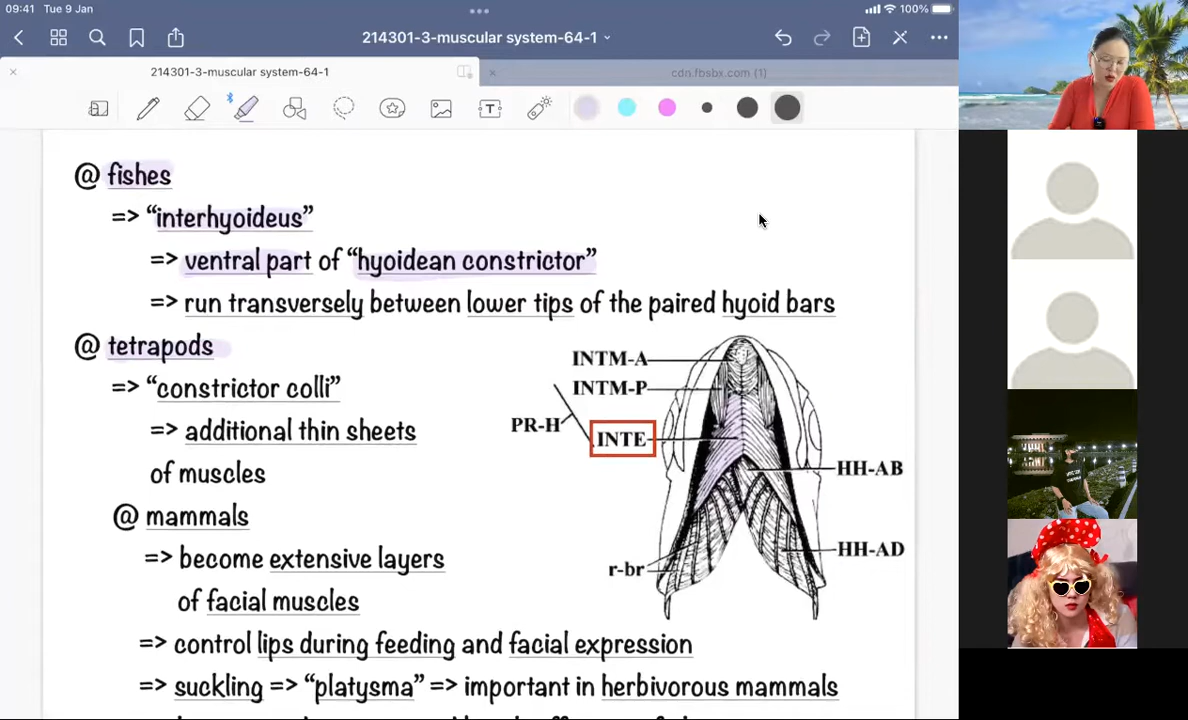 09:41 Tue 9 Jan
100%
214301-3-muscular system-64-1
214301-3-muscular system-64-1
cdn.fbsbx.com (1)
@ fishes
=> “interhyoideus”
=> ventral part of “hyoidean constrictor”
=> run transversely between lower tips of the paired hyoid bars
@ tetrapods
=> “constrictor colli”
=> additional thin sheets
of muscles
@ mammals
=> become extensive layers
of facial muscles
=> control lips during feeding and facial expression
=> suckling => “platysma” => important in herbivorous mammals
INTM-A
INTM-P
PR-H
INTE
HH-AB
HH-AD
r-br